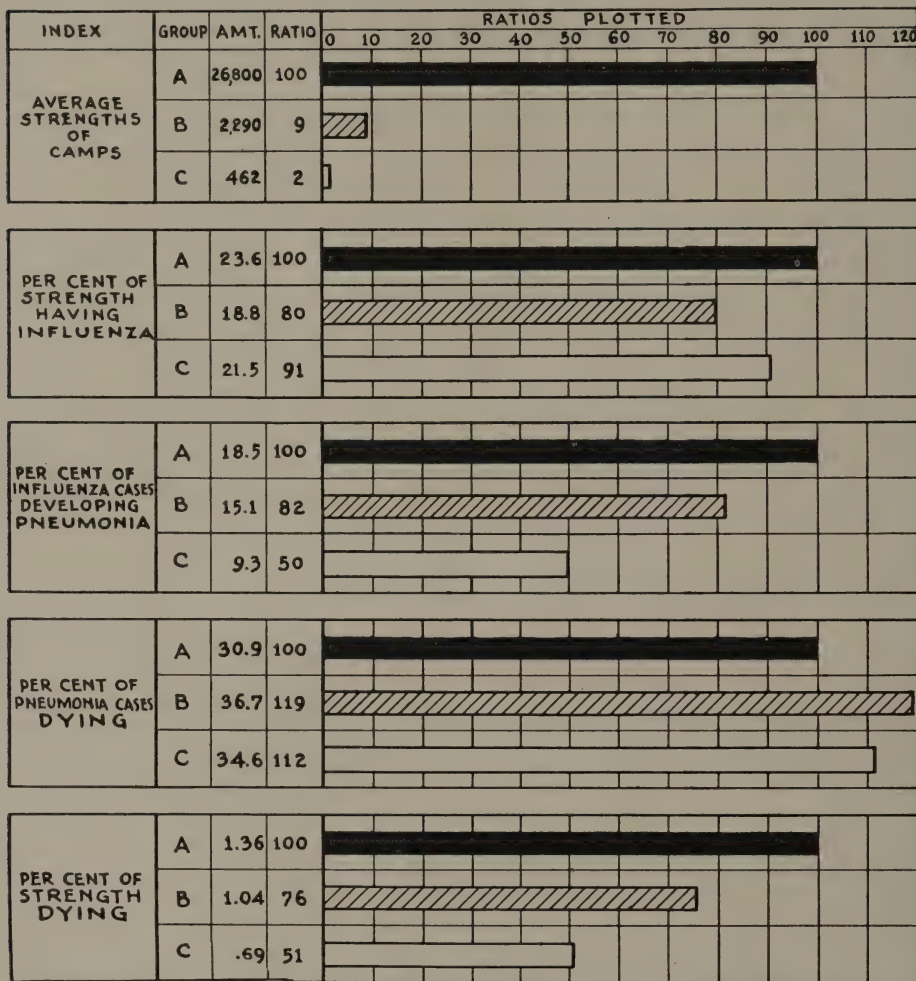 INDEX GROUP AMT. RATIO RATIOS PLOTTED
0 10 20 30 40 50 60 70 80 90 100 110 120
AVERAGE
STRENGTHS
OF
CAMPS
A 26,800 100
B 2,290 9
C 462 2
PER CENT OF
STRENGTH
HAVING
INFLUENZA
A 23.6 100
B 18.8 80
C 21.5 91
PER CENT OF
INFLUENZA CASES
DEVELOPING
PNEUMONIA
A 18.5 100
B 15.1 82
C 9.3 50
PER CENT OF
PNEUMONIA CASES
DYING
A 30.9 100
B 36.7 119
C 34.6 112
PER CENT OF
STRENGTH
DYING
A 1.36 100
B 1.04 76
C .69 51